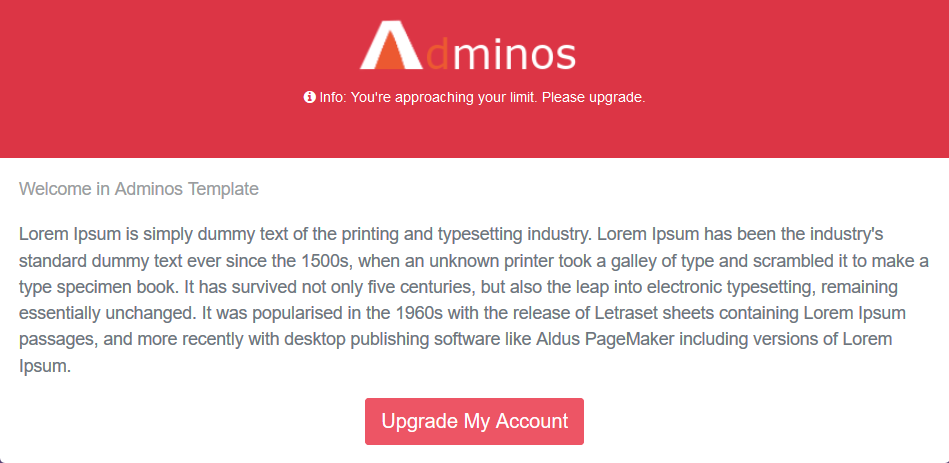 Adminos
Info: You're approaching your limit. Please upgrade.
Welcome in Adminos Template
Lorem Ipsum is simply dummy text of the printing and typesetting industry. Lorem Ipsum has been the industry's
standard dummy text ever since the 1500s, when an unknown printer took a galley of type and scrambled it to make a
type specimen book. It has survived not only five centuries, but also the leap into electronic typesetting, remaining
essentially unchanged. It was popularised in the 1960s with the release of Letraset sheets containing Lorem Ipsum
passages, and more recently with desktop publishing software like Aldus PageMaker including versions of Lorem
Ipsum.
Upgrade My Account